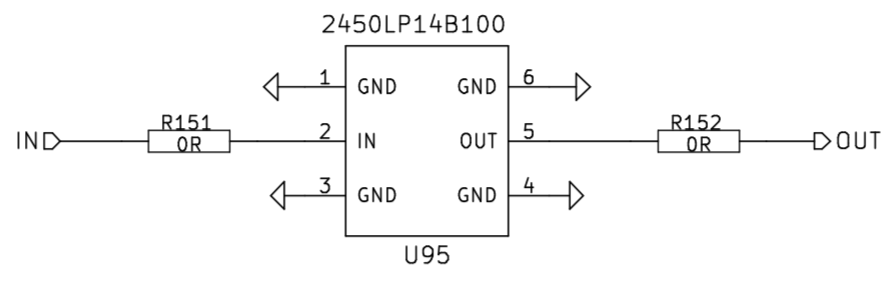 2450LP14B100
1 GND GND 6
R151
0R
IN 2 IN OUT 5
R152
0R
OUT
3 GND GND 4
U95